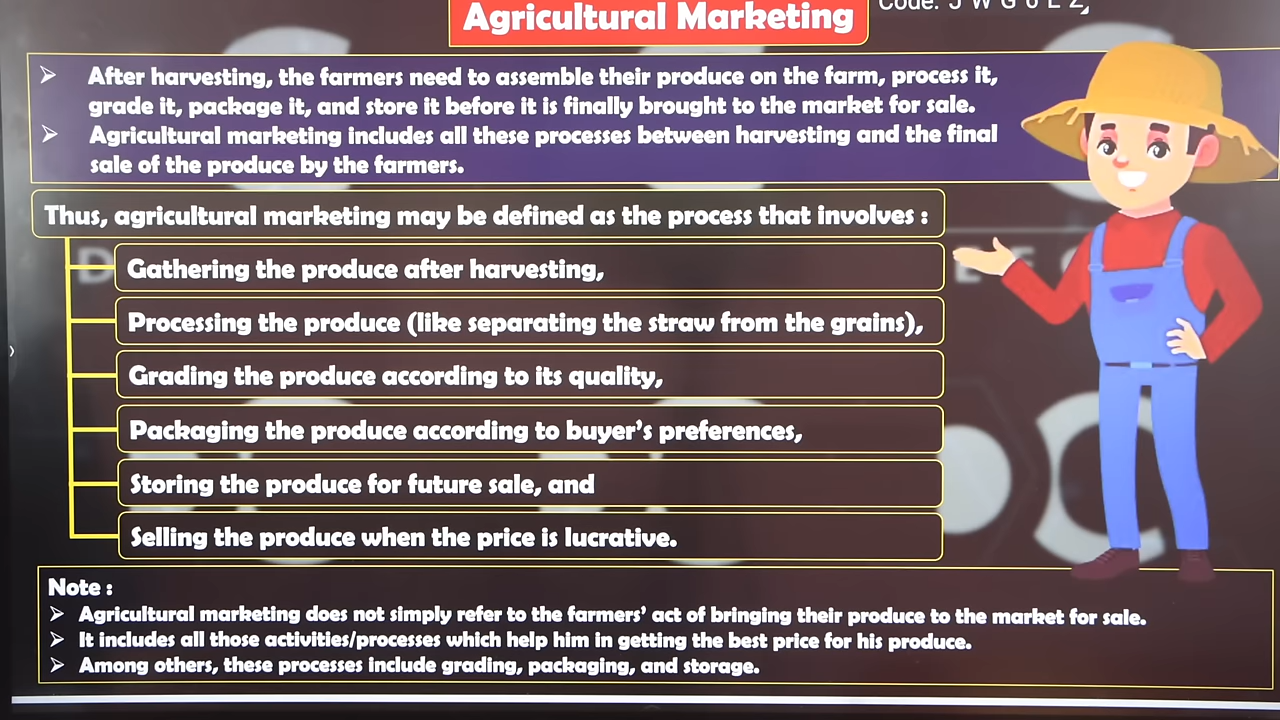 Agricultural Marketing
Code: J W G 6 L Z
➤ After harvesting, the farmers need to assemble their produce on the farm, process it,
grade it, package it, and store it before it is finally brought to the market for sale.
➤ Agricultural marketing includes all these processes between harvesting and the final
sale of the produce by the farmers.
Thus, agricultural marketing may be defined as the process that involves :
Gathering the produce after harvesting,
Processing the produce (like separating the straw from the grains),
Grading the produce according to its quality,
Packaging the produce according to buyer's preferences,
Storing the produce for future sale, and
Selling the produce when the price is lucrative.
Note :
➤ Agricultural marketing does not simply refer to the farmers' act of bringing their produce to the market for sale.
➤ It includes all those activities/processes which help him in getting the best price for his produce.
➤ Among others, these processes include grading, packaging, and storage.